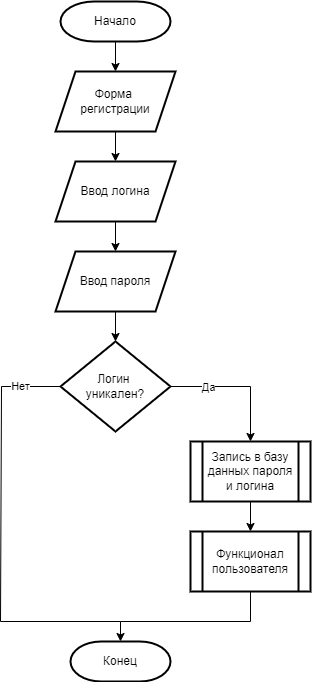 Начало
Форма
регистрации
Ввод логина
Ввод пароля
Логин
уникален?
Нет
Да
Запись в базу
данных пароля
и логина
Функционал
пользователя
Конец